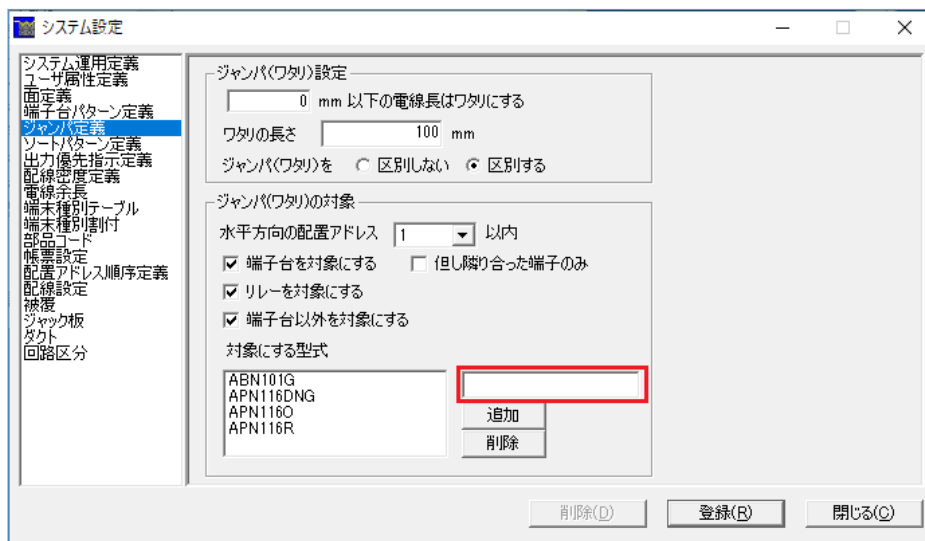 システム設定
システム運用定義
ユーザ属性定義
面定義
端子台パターン定義
ジャンパ定義
ソートパターン定義
出力優先指示定義
配線密度定義
電線余長
端末種別テーブル
端末種別割付
部品コード
帳票設定
配置アドレス順序定義
配線設定
被覆
ジャック板
ダクト
回路区分
ジャンパ(ワタリ)設定
0 mm 以下の電線長はワタリにする
ワタリの長さ 100 mm
ジャンパ(ワタリ)を 区別しない 区別する
ジャンパ(ワタリ)の対象
水平方向の配置アドレス 1 以内
端子台を対象にする 但し隣り合った端子のみ
リレーを対象にする
端子台以外を対象にする
対象にする型式
ABN101G
APN116DNG
APN116O
APN116R
追加
削除
削除(D) 登録(R) 閉じる(C)